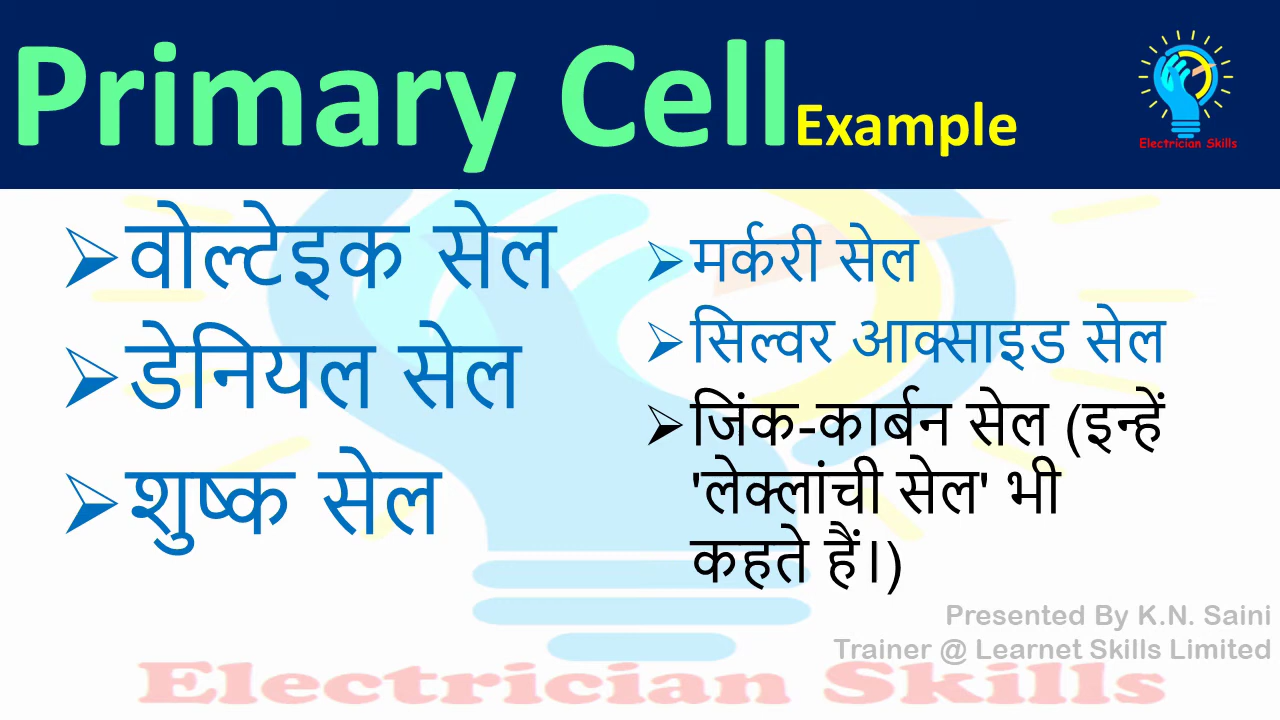 Primary Cell Example
Electrician Skills
➢वोल्टेइक सेल
➢डेनियल सेल
➢शुष्क सेल
➢मर्करी सेल
➢सिल्वर आक्साइड सेल
➢जिंक-कार्बन सेल (इन्हें
'लेक्लांची सेल' भी
कहते हैं।)
Presented By K.N. Saini
Trainer @ Learnet Skills Limited
Electrician Skills